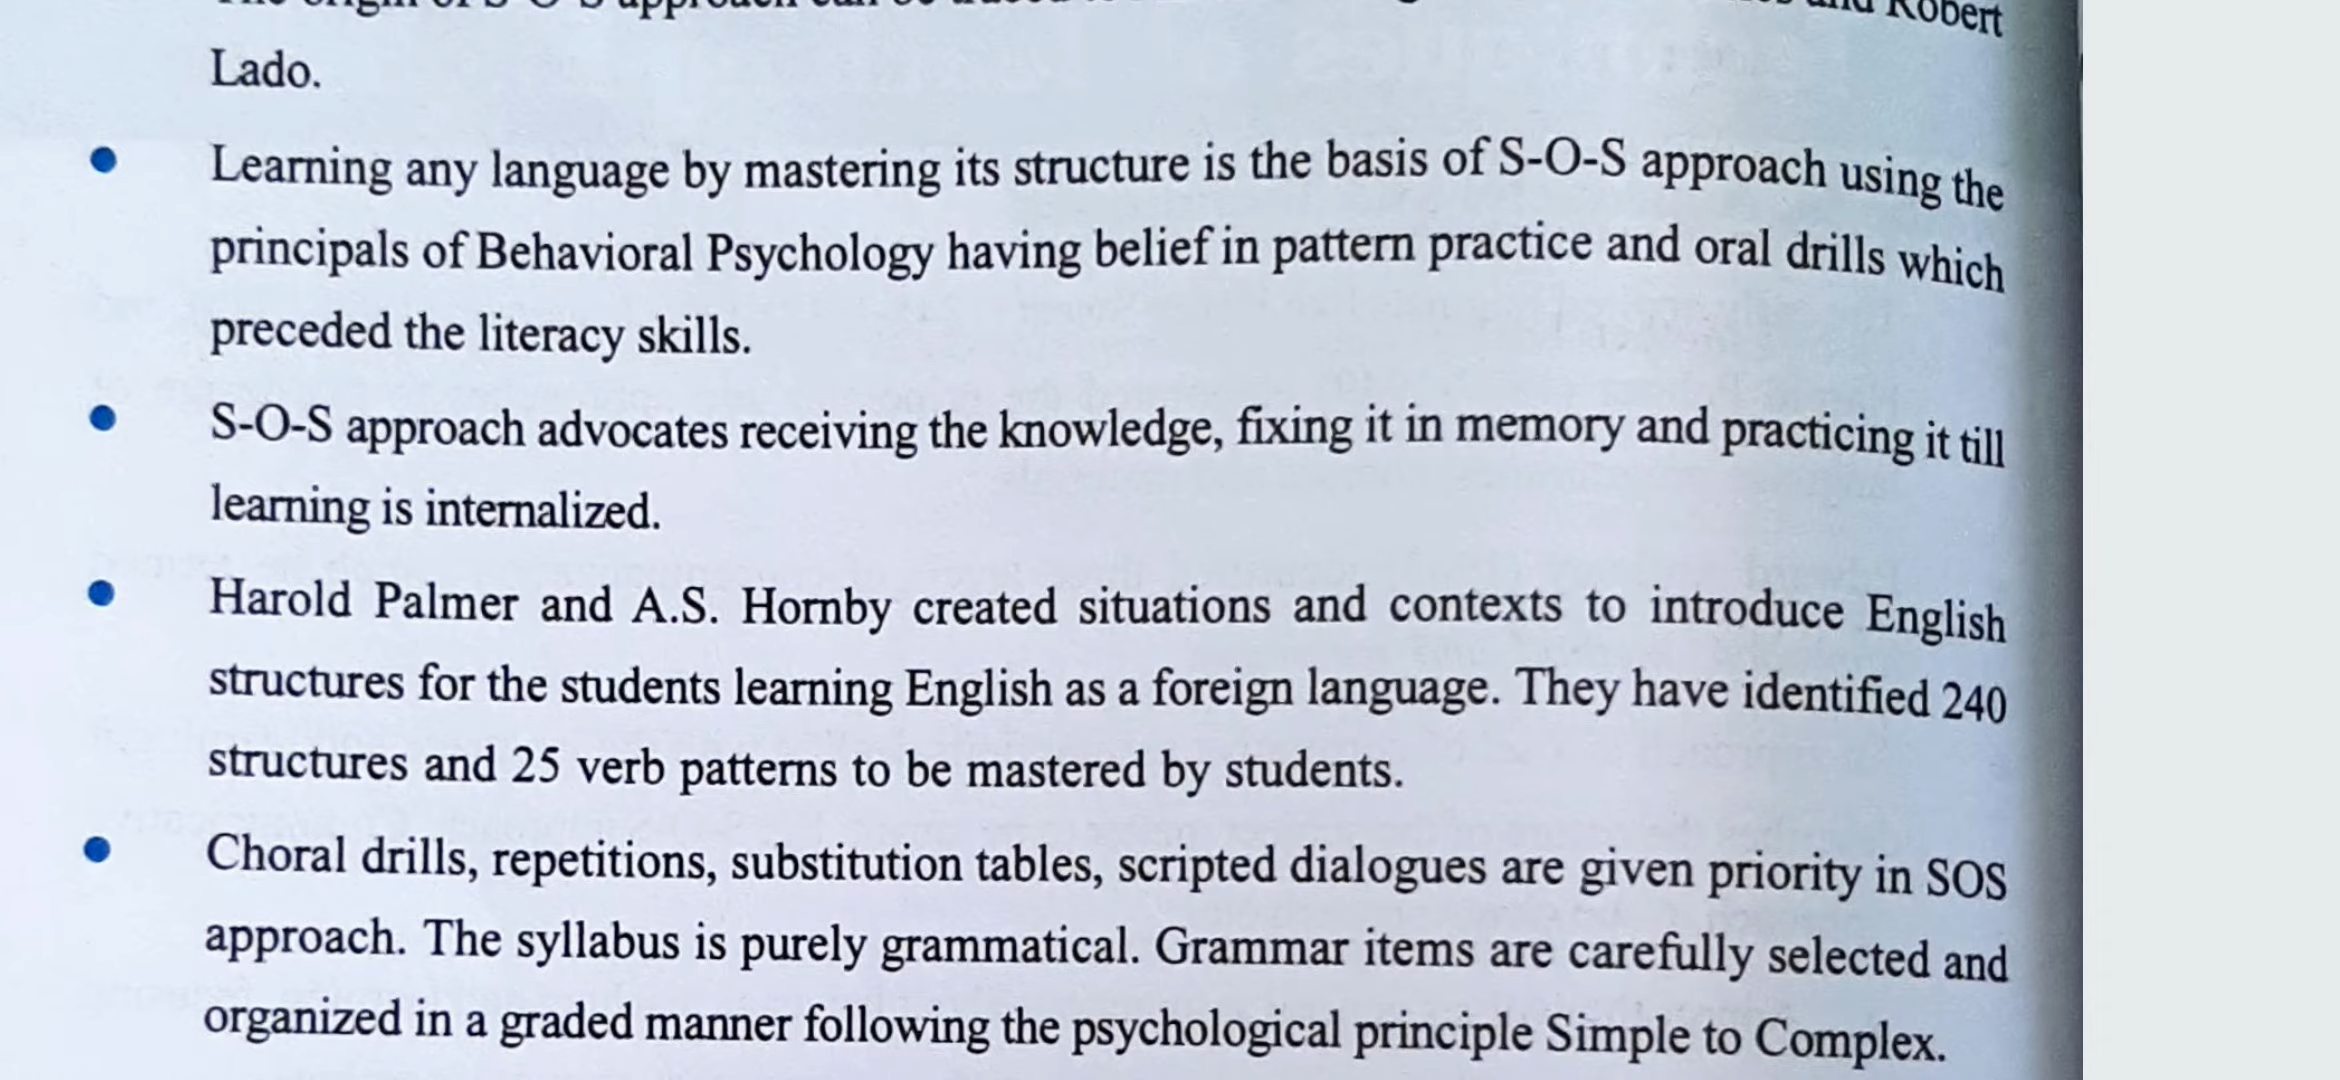 origin of S-O-S approach can be and Robert
Lado.
● Learning any language by mastering its structure is the basis of S-O-S approach using the
principals of Behavioral Psychology having belief in pattern practice and oral drills which
preceded the literacy skills.
● S-O-S approach advocates receiving the knowledge, fixing it in memory and practicing it till
learning is internalized.
● Harold Palmer and A.S. Hornby created situations and contexts to introduce English
structures for the students learning English as a foreign language. They have identified 240
structures and 25 verb patterns to be mastered by students.
● Choral drills, repetitions, substitution tables, scripted dialogues are given priority in SOS
approach. The syllabus is purely grammatical. Grammar items are carefully selected and
organized in a graded manner following the psychological principle Simple to Complex.